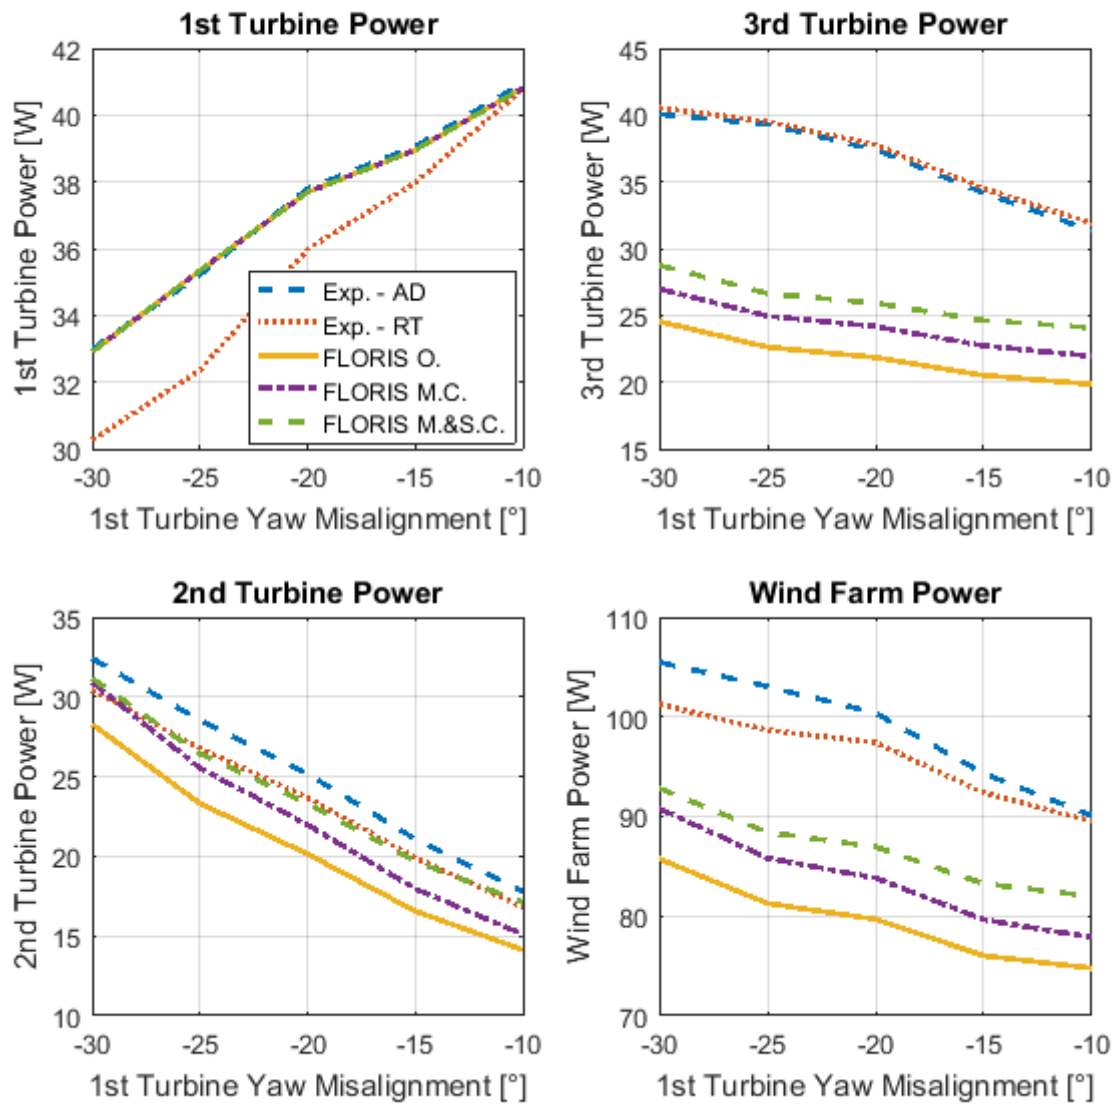 1st Turbine Power
1st Turbine Power [W]
42
40
38
36
34
32
30
-30 -25 -20 -15 -10
1st Turbine Yaw Misalignment [°]
Exp. - AD
Exp. - RT
FLORIS O.
FLORIS M.C.
FLORIS M.&S.C.
3rd Turbine Power
3rd Turbine Power [W]
45
40
35
30
25
20
15
-30 -25 -20 -15 -10
1st Turbine Yaw Misalignment [°]
2nd Turbine Power
2nd Turbine Power [W]
35
30
25
20
15
10
-30 -25 -20 -15 -10
1st Turbine Yaw Misalignment [°]
Wind Farm Power
Wind Farm Power [W]
110
100
90
80
70
-30 -25 -20 -15 -10
1st Turbine Yaw Misalignment [°]